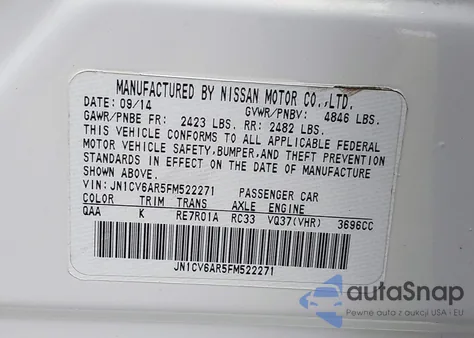 MANUFACTURED BY NISSAN MOTOR CO.,LTD.
DATE: 09/14 GVWR/PNBV: 4846 LBS.
GAWR/PNBE FR: 2423 LBS. RR: 2482 LBS.
THIS VEHICLE CONFORMS TO ALL APPLICABLE FEDERAL
MOTOR VEHICLE SAFETY, BUMPER, AND THEFT PREVENTION
STANDARDS IN EFFECT ON THE DATE OF MANUFACTURE
SHOWN ABOVE.
VIN: JN1CV6AR5FM522271 PASSENGER CAR
COLOR TRIM TRANS AXLE ENGINE
QAA K RE7R01A RC33 VQ37(VHR) 3696CC
JN1CV6AR5FM522271
autoSnap
Pewne auto z aukcji USA i EU